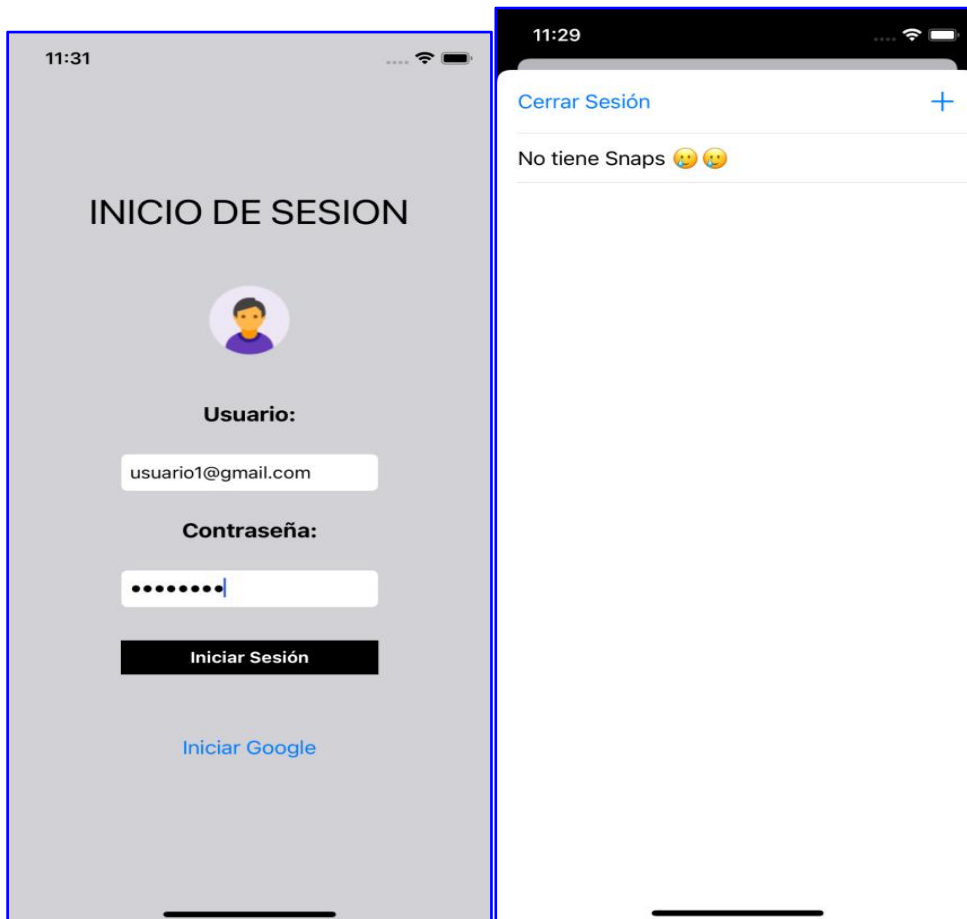 11:31
INICIO DE SESION
Usuario:
usuario1@gmail.com
Contraseña:
••••••••
Iniciar Sesión
Iniciar Google
11:29
Cerrar Sesión +
No tiene Snaps 🥲🥲